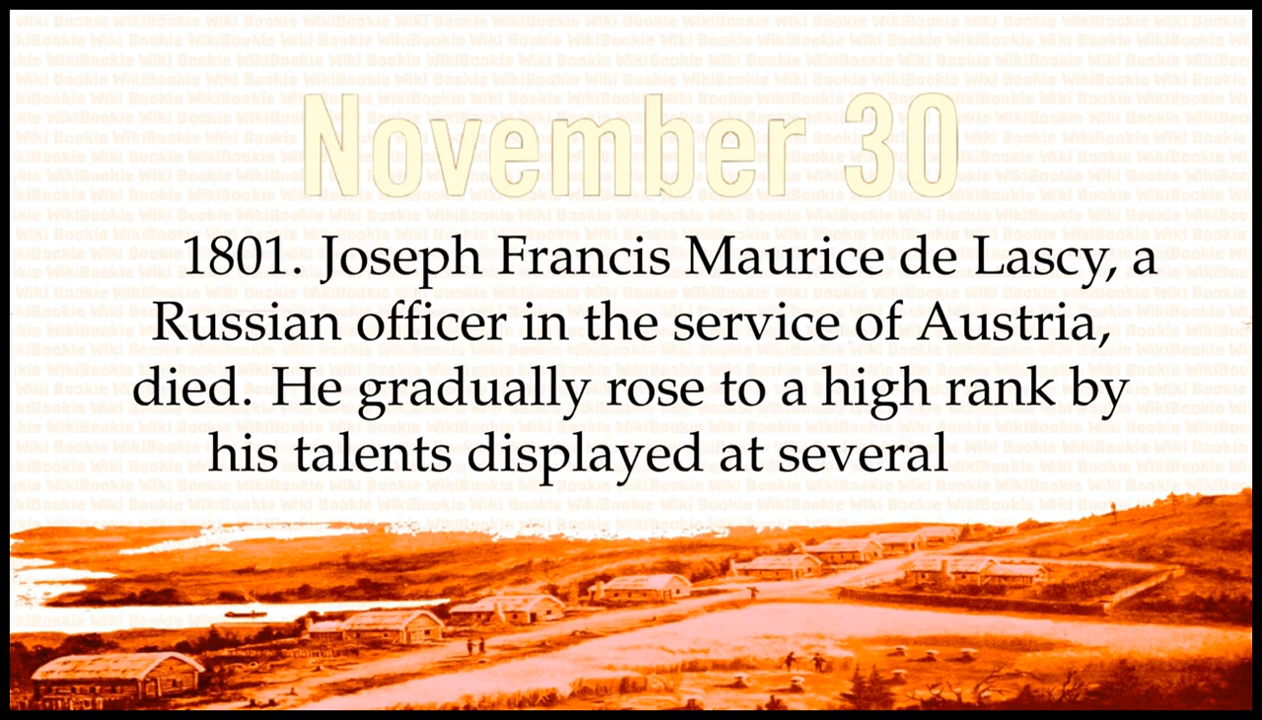 November 30
1801. Joseph Francis Maurice de Lascy, a
Russian officer in the service of Austria,
died. He gradually rose to a high rank by
his talents displayed at several